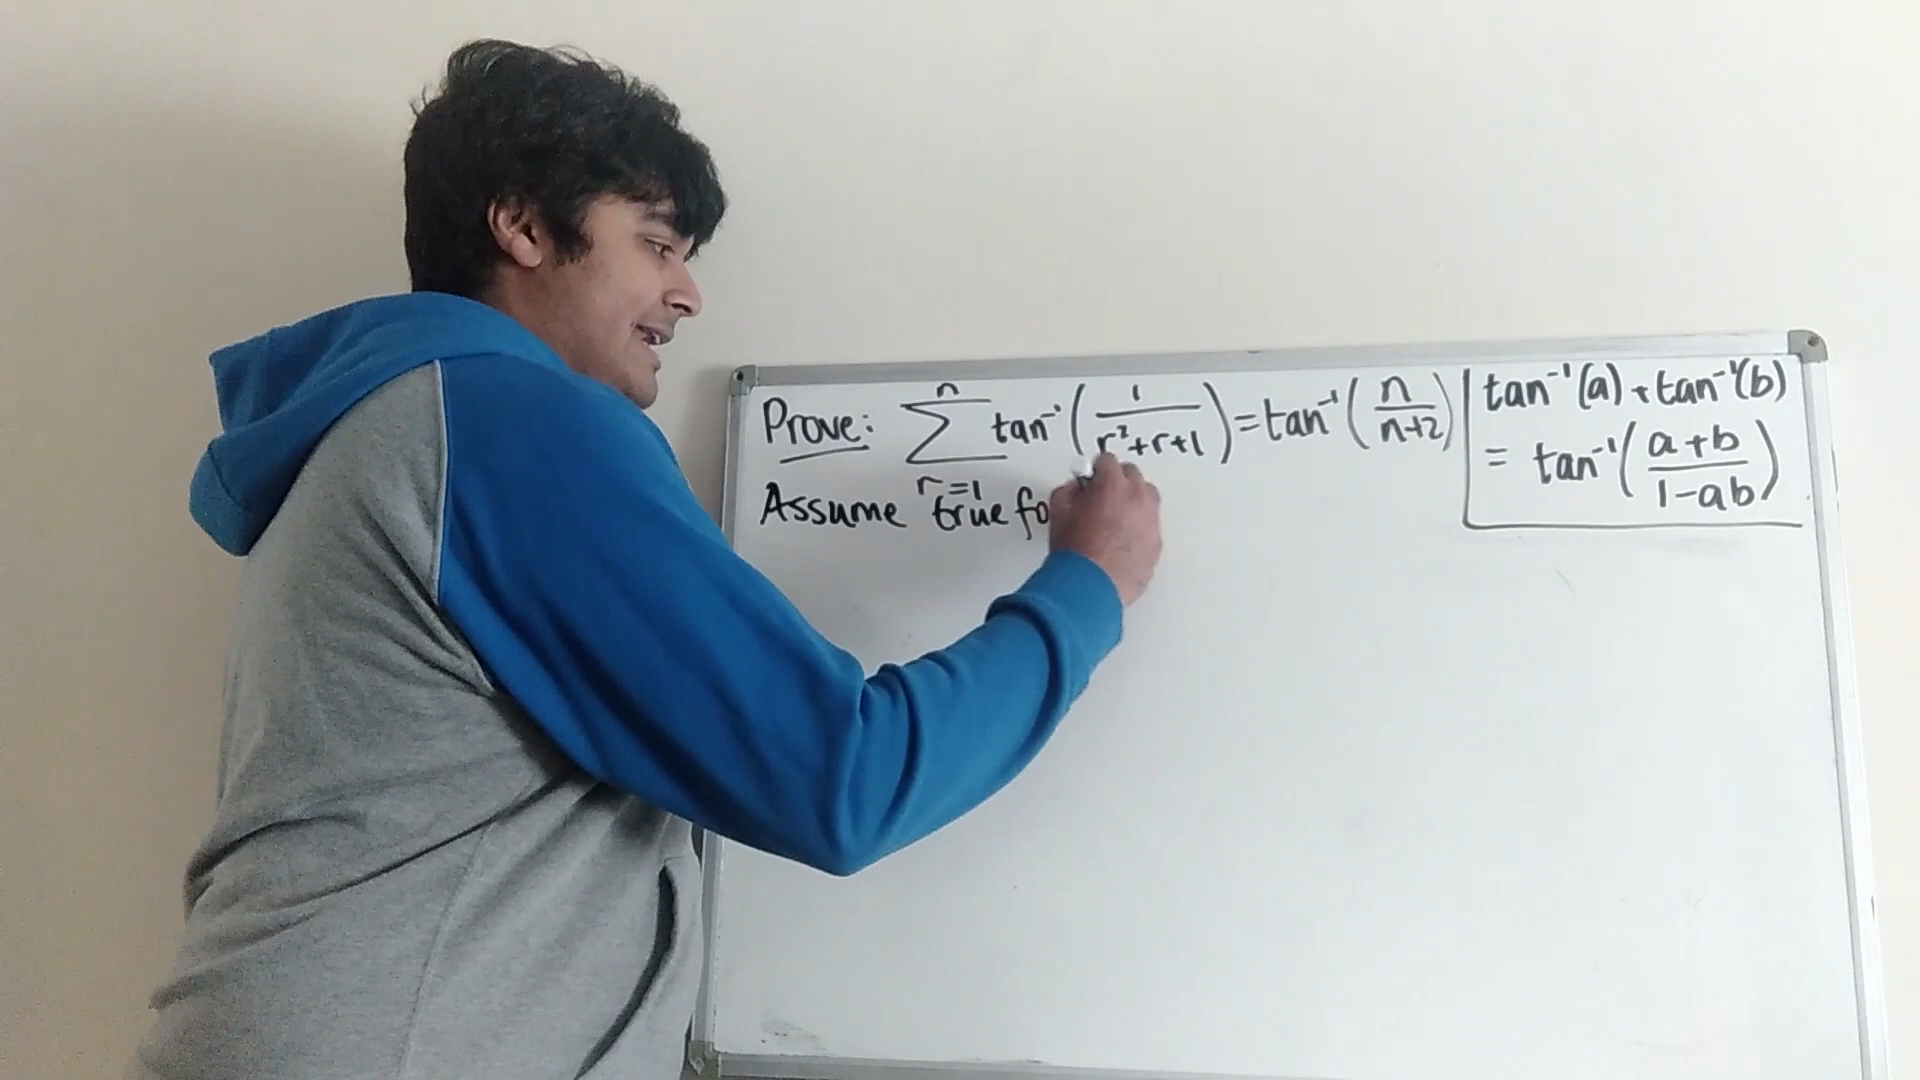 Prove: n∑r=1 tan⁻¹(1/(r²+r+1)) = tan⁻¹(n/(n+2))
Assume true fo
tan⁻¹(a) + tan⁻¹(b)
= tan⁻¹((a+b)/(1-ab))